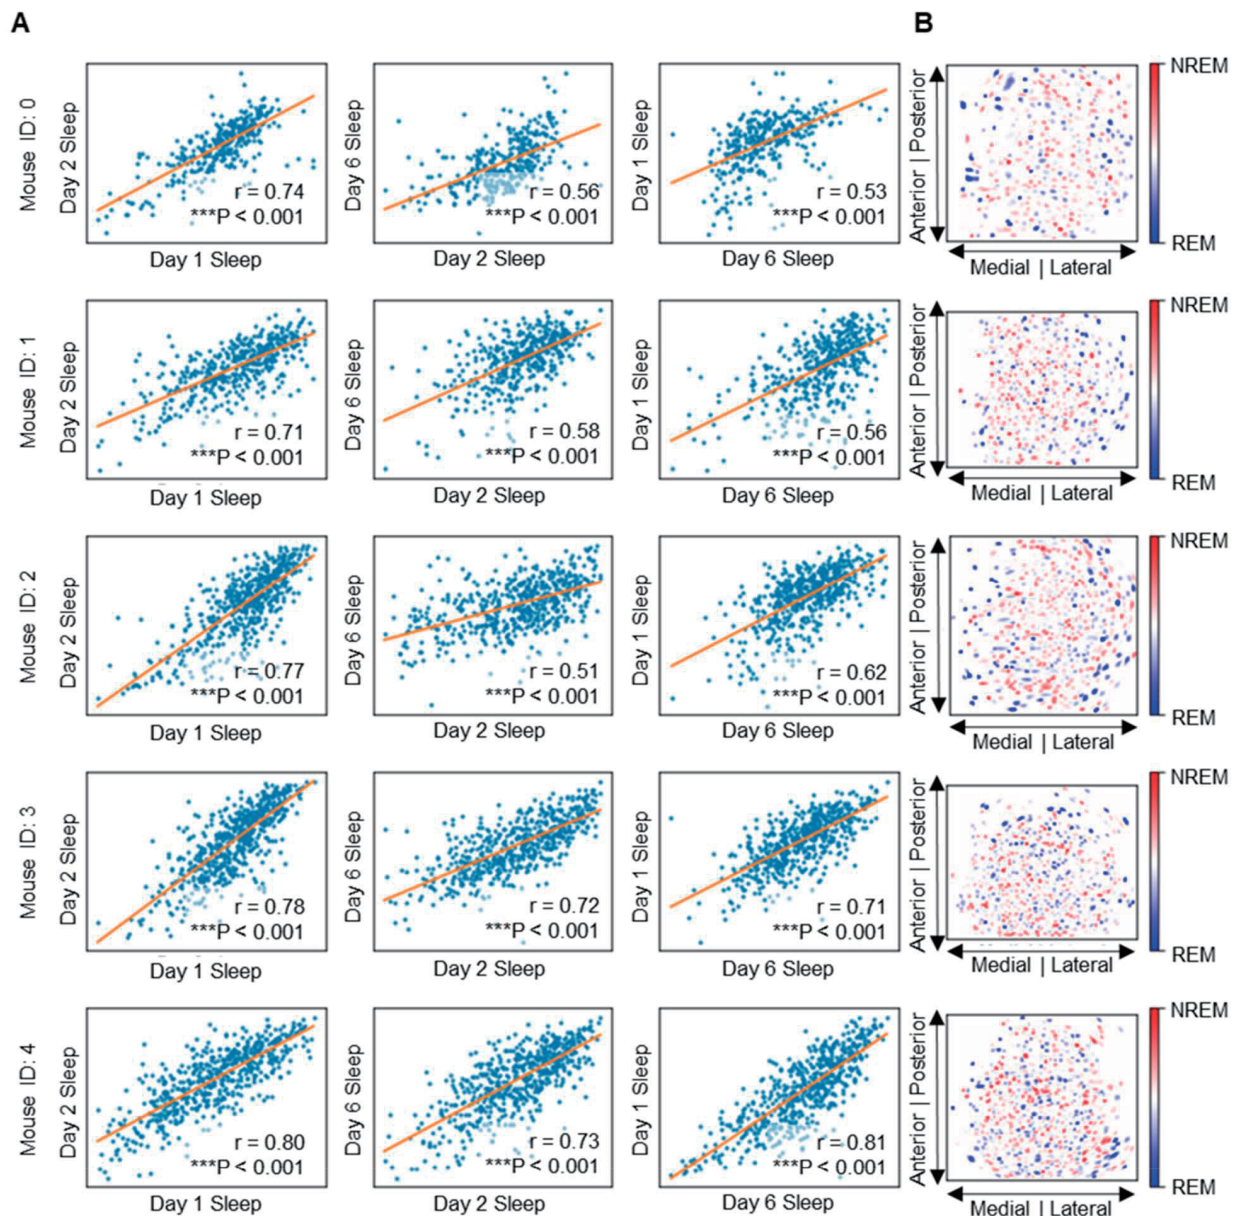 A
B
Mouse ID: 0
Day 2 Sleep
r = 0.74
***P < 0.001
Day 1 Sleep
Day 6 Sleep
r = 0.56
***P < 0.001
Day 2 Sleep
Day 1 Sleep
r = 0.53
***P < 0.001
Day 6 Sleep
Anterior | Posterior
Medial | Lateral
NREM
REM
Mouse ID: 1
Day 2 Sleep
r = 0.71
***P < 0.001
Day 1 Sleep
Day 6 Sleep
r = 0.58
***P < 0.001
Day 2 Sleep
Day 1 Sleep
r = 0.56
***P < 0.001
Day 6 Sleep
Anterior | Posterior
Medial | Lateral
NREM
REM
Mouse ID: 2
Day 2 Sleep
r = 0.77
***P < 0.001
Day 1 Sleep
Day 6 Sleep
r = 0.51
***P < 0.001
Day 2 Sleep
Day 1 Sleep
r = 0.62
***P < 0.001
Day 6 Sleep
Anterior | Posterior
Medial | Lateral
NREM
REM
Mouse ID: 3
Day 2 Sleep
r = 0.78
***P < 0.001
Day 1 Sleep
Day 6 Sleep
r = 0.72
***P < 0.001
Day 2 Sleep
Day 1 Sleep
r = 0.71
***P < 0.001
Day 6 Sleep
Anterior | Posterior
Medial | Lateral
NREM
REM
Mouse ID: 4
Day 2 Sleep
r = 0.80
***P < 0.001
Day 1 Sleep
Day 6 Sleep
r = 0.73
***P < 0.001
Day 2 Sleep
Day 1 Sleep
r = 0.81
***P < 0.001
Day 6 Sleep
Anterior | Posterior
Medial | Lateral
NREM
REM